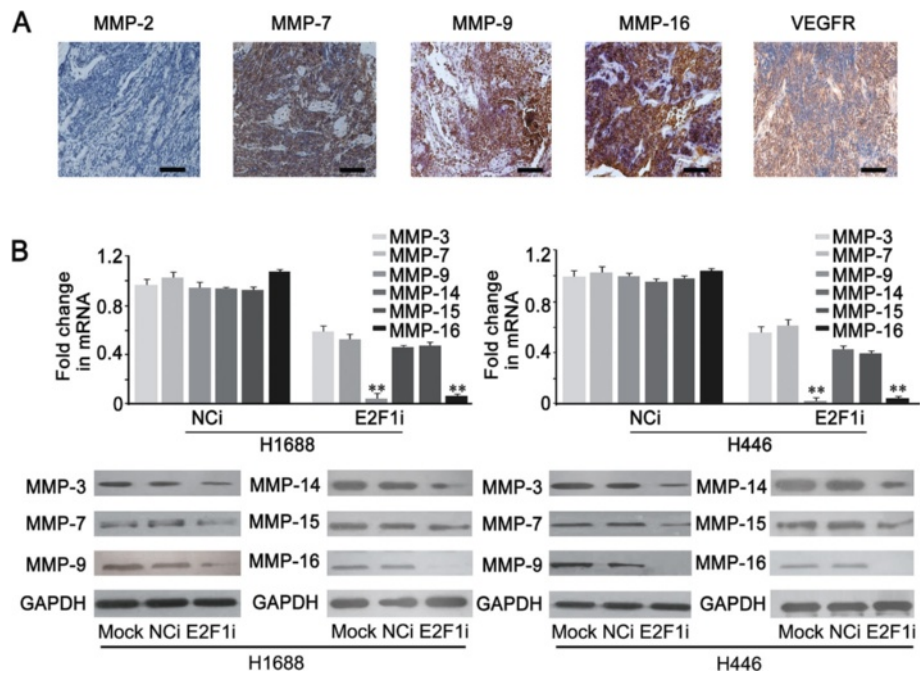 A
MMP-2 MMP-7 MMP-9 MMP-16 VEGFR
B
Fold change
in mRNA
1.2
0.8
0.4
0
MMP-3
MMP-7
MMP-9
MMP-14
MMP-15
MMP-16
** **
NCi E2F1i
H1688
Fold change
in mRNA
1.2
0.8
0.4
0
MMP-3
MMP-7
MMP-9
MMP-14
MMP-15
MMP-16
** **
NCi E2F1i
H446
MMP-3 MMP-14 MMP-3 MMP-14
MMP-7 MMP-15 MMP-7 MMP-15
MMP-9 MMP-16 MMP-9 MMP-16
GAPDH GAPDH GAPDH GAPDH
Mock NCi E2F1i Mock NCi E2F1i Mock NCi E2F1i Mock NCi E2F1i
H1688 H446